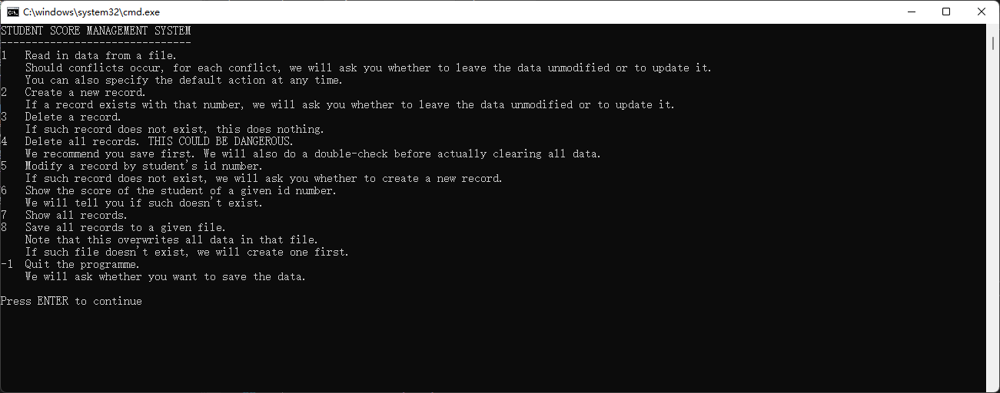 C:\windows\system32\cmd.exe
STUDENT SCORE MANAGEMENT SYSTEM
-------------------------------
1   Read in data from a file.
    Should conflicts occur, for each conflict, we will ask you whether to leave the data unmodified or to update it.
    You can also specify the default action at any time.
2   Create a new record.
    If a record exists with that number, we will ask you whether to leave the data unmodified or to update it.
3   Delete a record.
    If such record does not exist, this does nothing.
4   Delete all records. THIS COULD BE DANGEROUS.
    We recommend you save first. We will also do a double-check before actually clearing all data.
5   Modify a record by student's id number.
    If such record does not exist, we will ask you whether to create a new record.
6   Show the score of the student of a given id number.
    We will tell you if such doesn't exist.
7   Show all records.
8   Save all records to a given file.
    Note that this overwrites all data in that file.
    If such file doesn't exist, we will create one first.
-1  Quit the programme.
    We will ask whether you want to save the data.
Press ENTER to continue